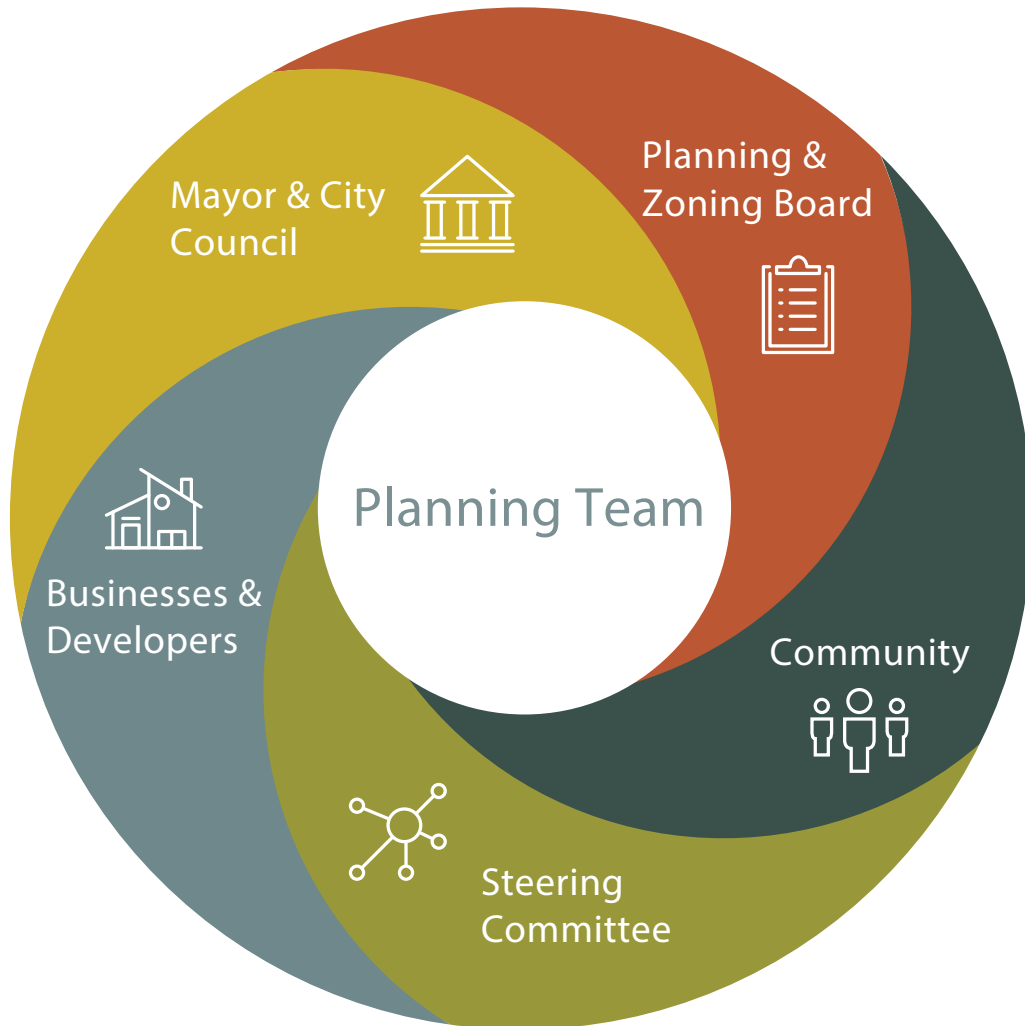 Mayor & City
Council
Planning &
Zoning Board
Planning Team
Businesses &
Developers
Community
Steering
Committee